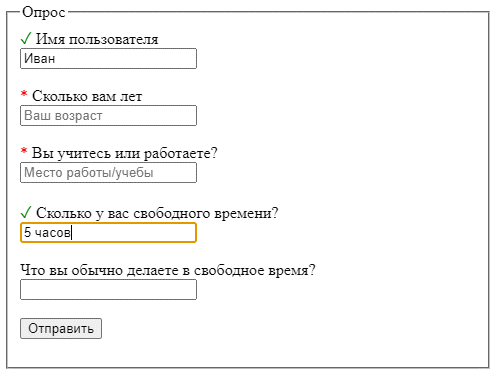 Опрос
✓ Имя пользователя
Иван
* Сколько вам лет
Ваш возраст
* Вы учитесь или работаете?
Место работы/учебы
✓ Сколько у вас свободного времени?
5 часов
Что вы обычно делаете в свободное время?
Отправить